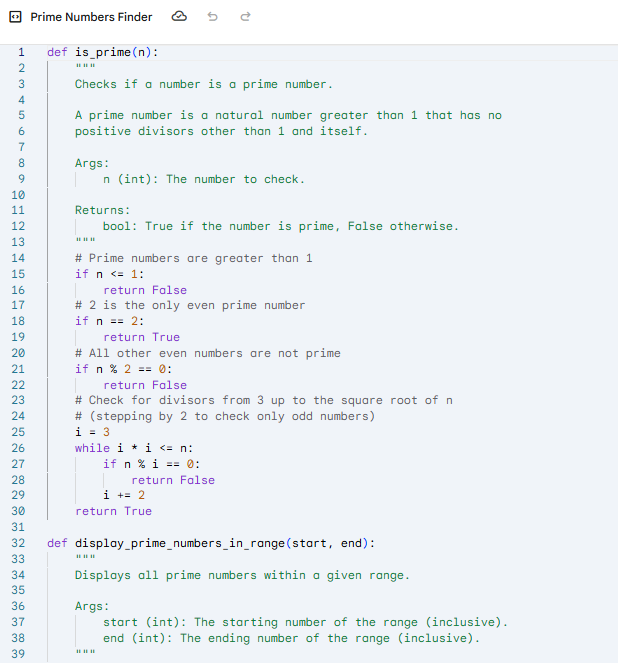 Prime Numbers Finder
1 def is_prime(n):
2 """
3 Checks if a number is a prime number.
4
5 A prime number is a natural number greater than 1 that has no
6 positive divisors other than 1 and itself.
7
8 Args:
9 n (int): The number to check.
10
11 Returns:
12 bool: True if the number is prime, False otherwise.
13 """
14 # Prime numbers are greater than 1
15 if n <= 1:
16 return False
17 # 2 is the only even prime number
18 if n == 2:
19 return True
20 # All other even numbers are not prime
21 if n % 2 == 0:
22 return False
23 # Check for divisors from 3 up to the square root of n
24 # (stepping by 2 to check only odd numbers)
25 i = 3
26 while i * i <= n:
27 if n % i == 0:
28 return False
29 i += 2
30 return True
31
32 def display_prime_numbers_in_range(start, end):
33 """
34 Displays all prime numbers within a given range.
35
36 Args:
37 start (int): The starting number of the range (inclusive).
38 end (int): The ending number of the range (inclusive).
39 """